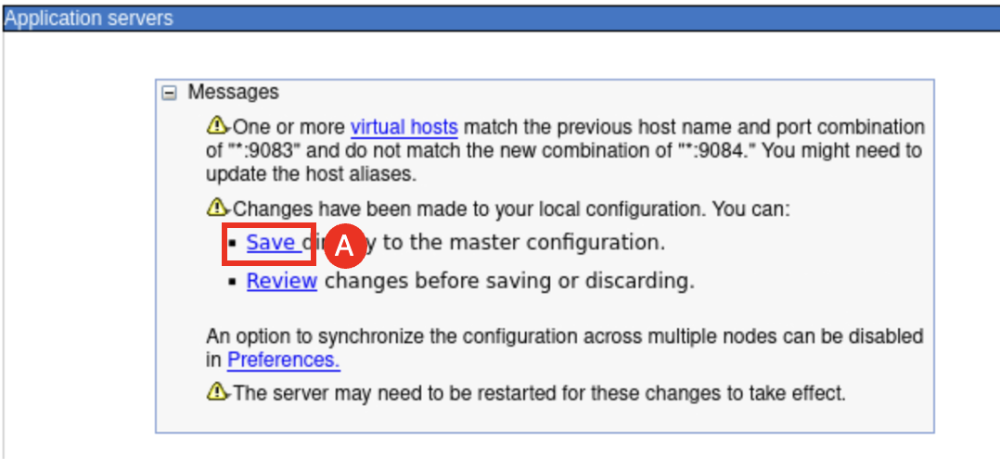 Application servers
Messages
One or more virtual hosts match the previous host name and port combination
of "*:9083" and do not match the new combination of "*:9084." You might need to
update the host aliases.
Changes have been made to your local configuration. You can:
▪ Save di y to the master configuration.
A
▪ Review changes before saving or discarding.
An option to synchronize the configuration across multiple nodes can be disabled
in Preferences.
The server may need to be restarted for these changes to take effect.